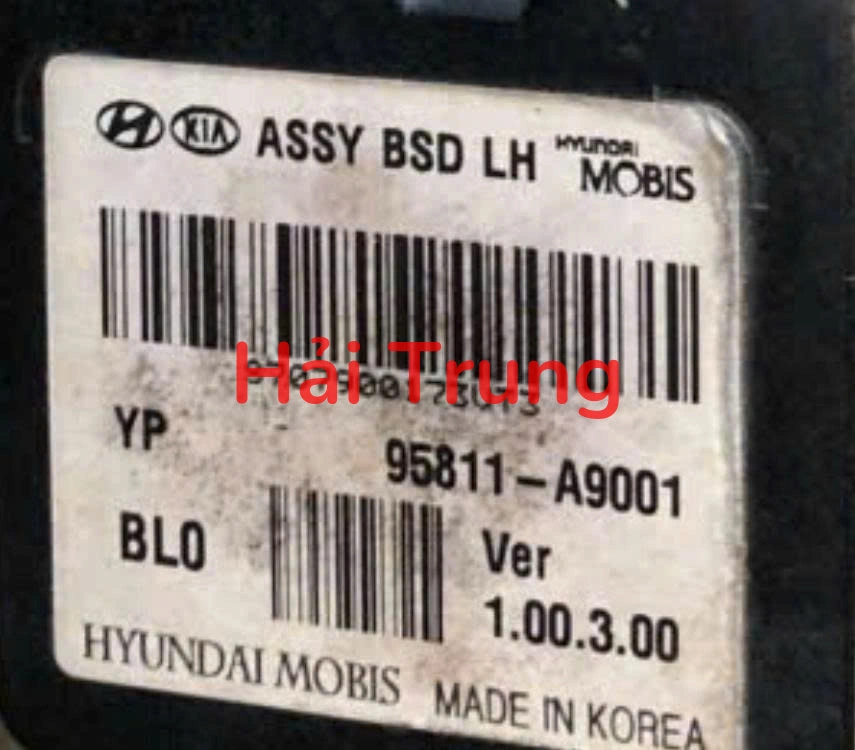 KIA ASSY BSD LH HYUNDAI MOBIS
Hải Trung
YP 95811-A9001
BL0 Ver
1.00.3.00
HYUNDAI MOBIS MADE IN KOREA